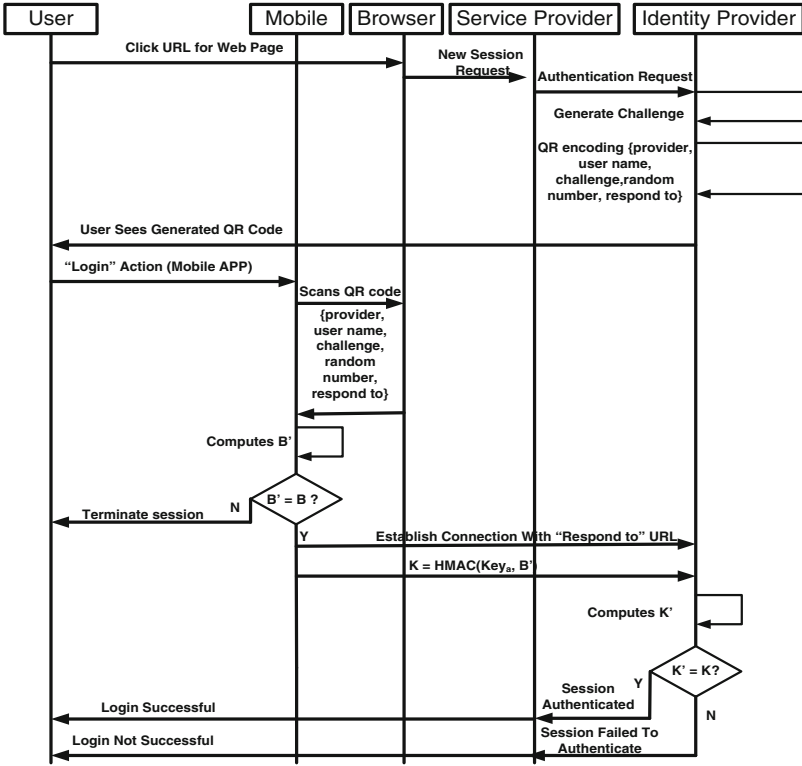 User
Mobile
Browser
Service Provider
Identity Provider
Click URL for Web Page
New Session
Request
Authentication Request
Generate Challenge
QR encoding {provider,
user name,
challenge,random
number, respond to}
User Sees Generated QR Code
“Login” Action (Mobile APP)
Scans QR code
{provider,
user name,
challenge,
random
number,
respond to}
Computes B’
B’ = B ?
N
Terminate session
Y
Establish Connection With “Respond to” URL
K = HMAC(Keyₐ, B’)
Computes K’
K’ = K?
Y
Session
Authenticated
Login Successful
N
Session Failed To
Authenticate
Login Not Successful